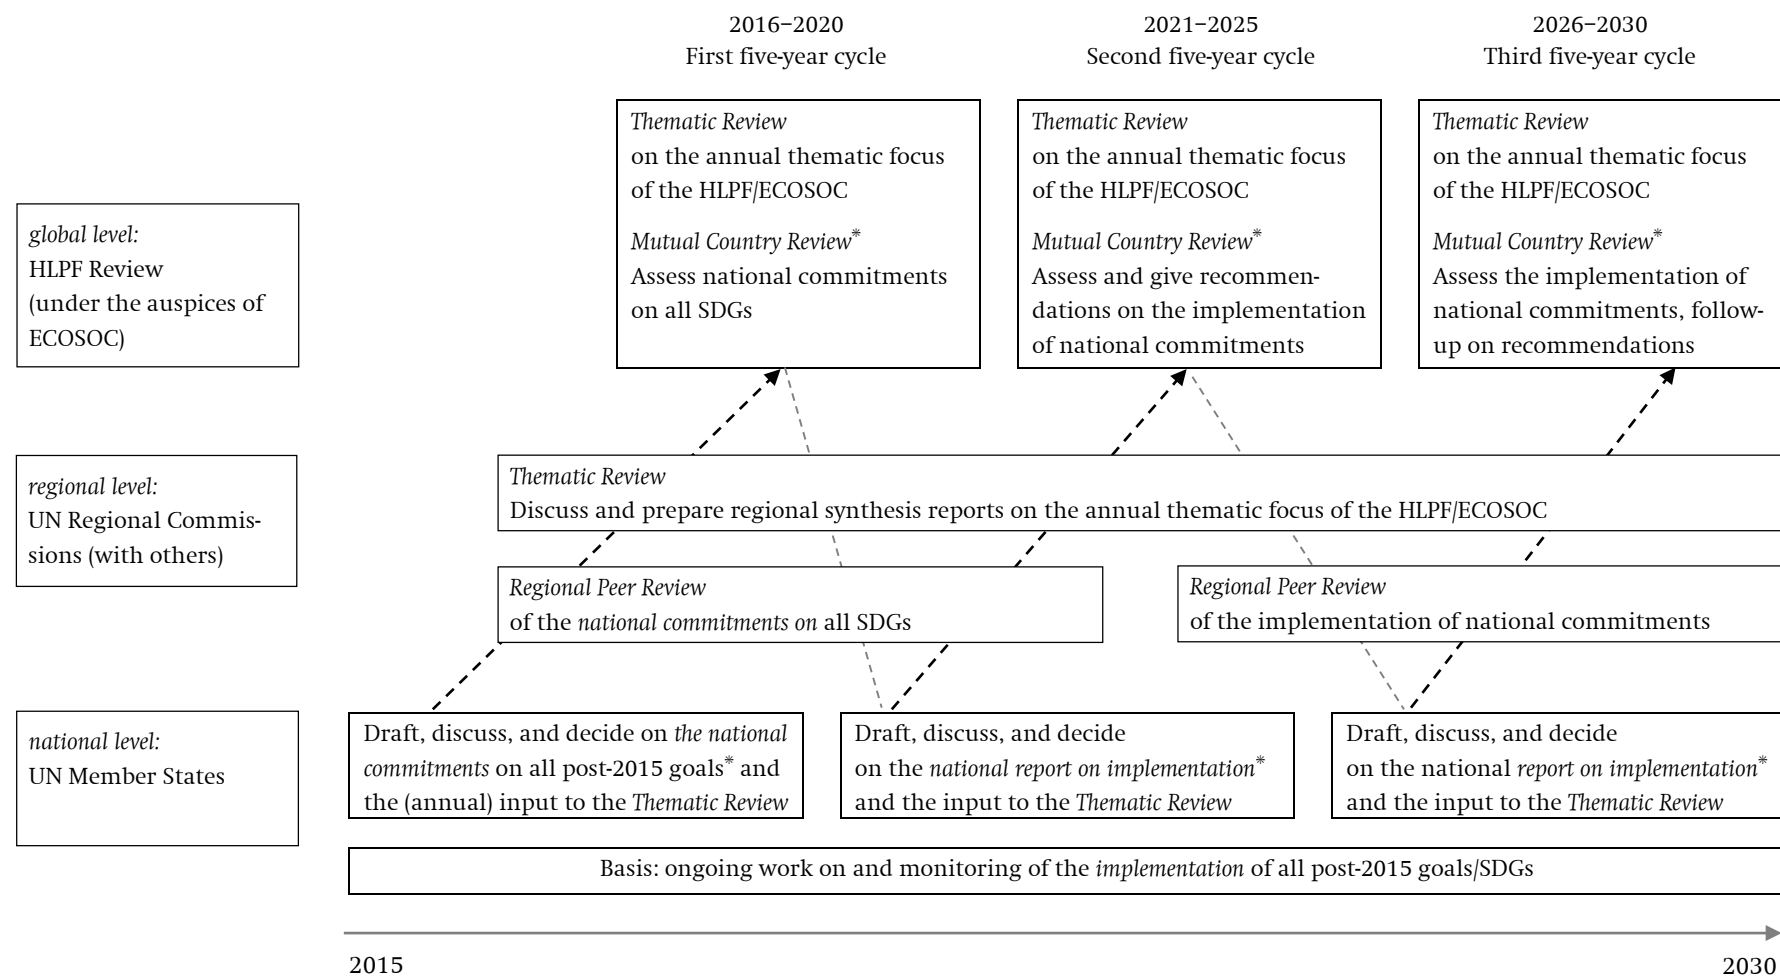 2016–2020
First five-year cycle
2021–2025
Second five-year cycle
2026–2030
Third five-year cycle
global level:
HLPF Review
(under the auspices of
ECOSOC)
Thematic Review
on the annual thematic focus
of the HLPF/ECOSOC
Mutual Country Review*
Assess national commitments
on all SDGs
Thematic Review
on the annual thematic focus
of the HLPF/ECOSOC
Mutual Country Review*
Assess and give recommen-
dations on the implementation
of national commitments
Thematic Review
on the annual thematic focus
of the HLPF/ECOSOC
Mutual Country Review*
Assess the implementation of
national commitments, follow-
up on recommendations
regional level:
UN Regional Commis-
sions (with others)
Thematic Review
Discuss and prepare regional synthesis reports on the annual thematic focus of the HLPF/ECOSOC
Regional Peer Review
of the national commitments on all SDGs
Regional Peer Review
of the implementation of national commitments
national level:
UN Member States
Draft, discuss, and decide on the national
commitments on all post-2015 goals* and
the (annual) input to the Thematic Review
Draft, discuss, and decide
on the national report on implementation*
and the input to the Thematic Review
Draft, discuss, and decide
on the national report on implementation*
and the input to the Thematic Review
Basis: ongoing work on and monitoring of the implementation of all post-2015 goals/SDGs
2015
2030